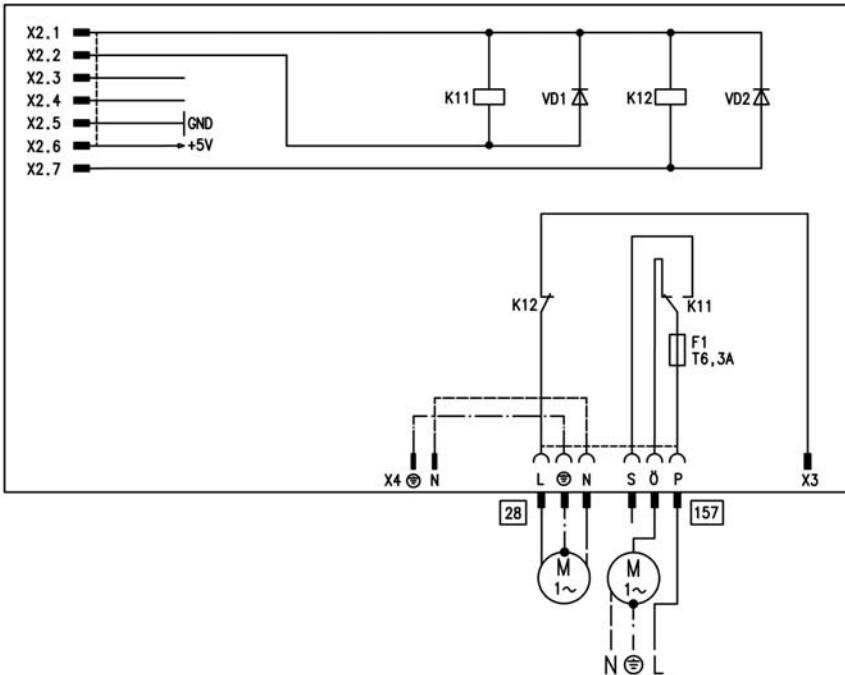 X2.1
X2.2
X2.3
X2.4
X2.5 GND
X2.6 +5V
X2.7
K11 VD1 K12 VD2
K12 K11
F1
T6,3A
X4 N L N S Ö P X3
28 157
M M
1~ 1~
N L